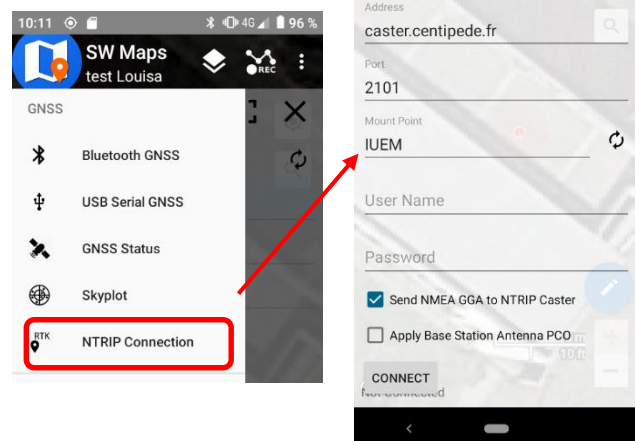 10:11 4G 96 %
SW Maps
test Louisa
REC
GNSS
Bluetooth GNSS
USB Serial GNSS
GNSS Status
Skyplot
RTK
NTRIP Connection
Address
caster.centipede.fr
Port
2101
Mount Point
IUEM
User Name
Password
Send NMEA GGA to NTRIP Caster
Apply Base Station Antenna PCO
10 ft
CONNECT
Not Connected